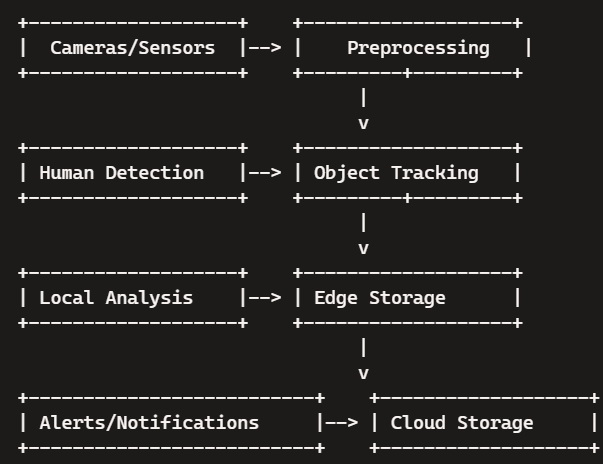 +-------------------+    +-------------------+
|  Cameras/Sensors  |--> |    Preprocessing   |
+-------------------+    +---------+---------+
                               |
                               v
+-------------------+    +-------------------+
| Human Detection   |--> | Object Tracking   |
+-------------------+    +---------+---------+
                               |
                               v
+-------------------+    +-------------------+
| Local Analysis    |--> | Edge Storage      |
+-------------------+    +-------------------+
                               |
                               v
+--------------------------+    +-------------------+
| Alerts/Notifications     |--> | Cloud Storage     |
+--------------------------+    +-------------------+